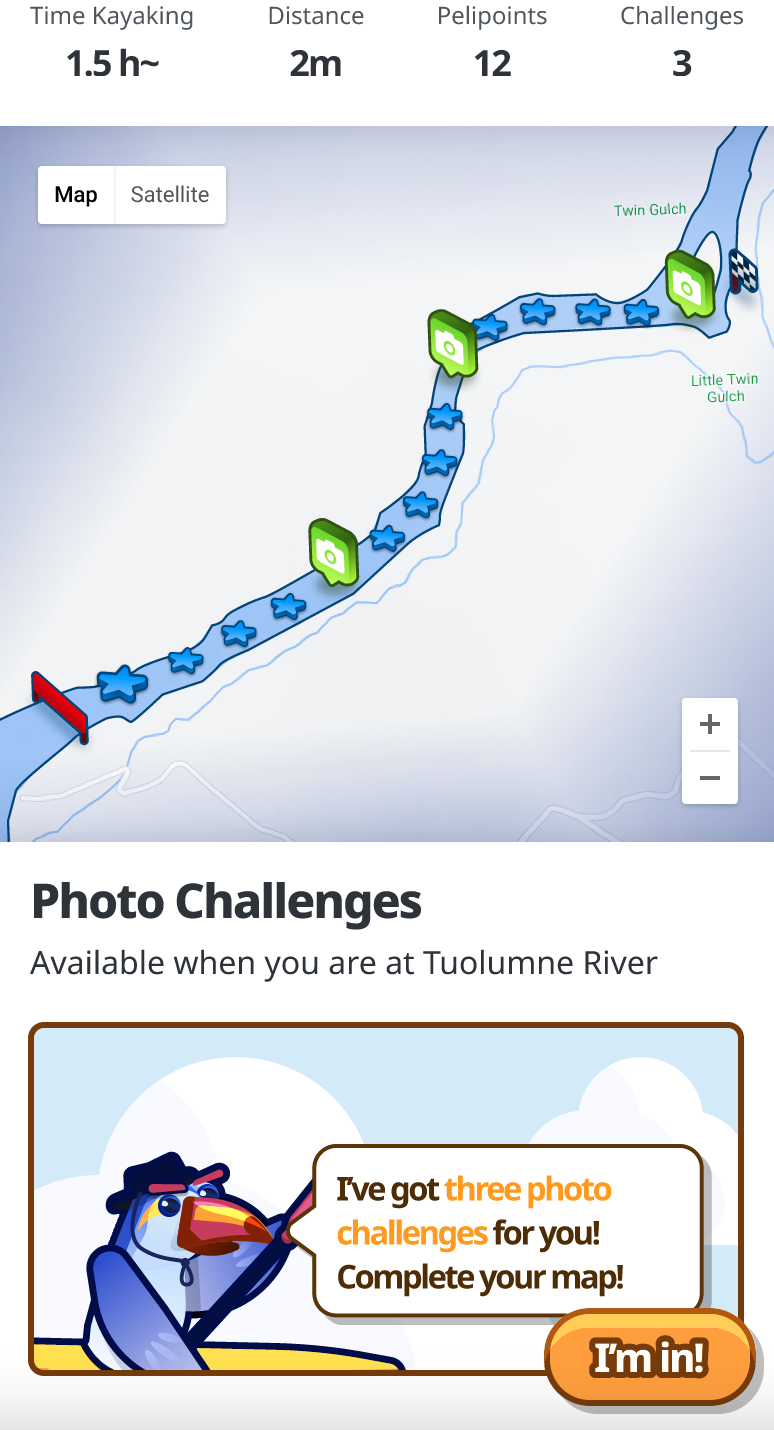 Time Kayaking Distance Pelipoints Challenges
1.5 h~ 2m 12 3
Map Satellite
Twin Gulch
Little Twin
Gulch
+
−
Photo Challenges
Available when you are at Tuolumne River
I've got three photo
challenges for you!
Complete your map!
I'm in!